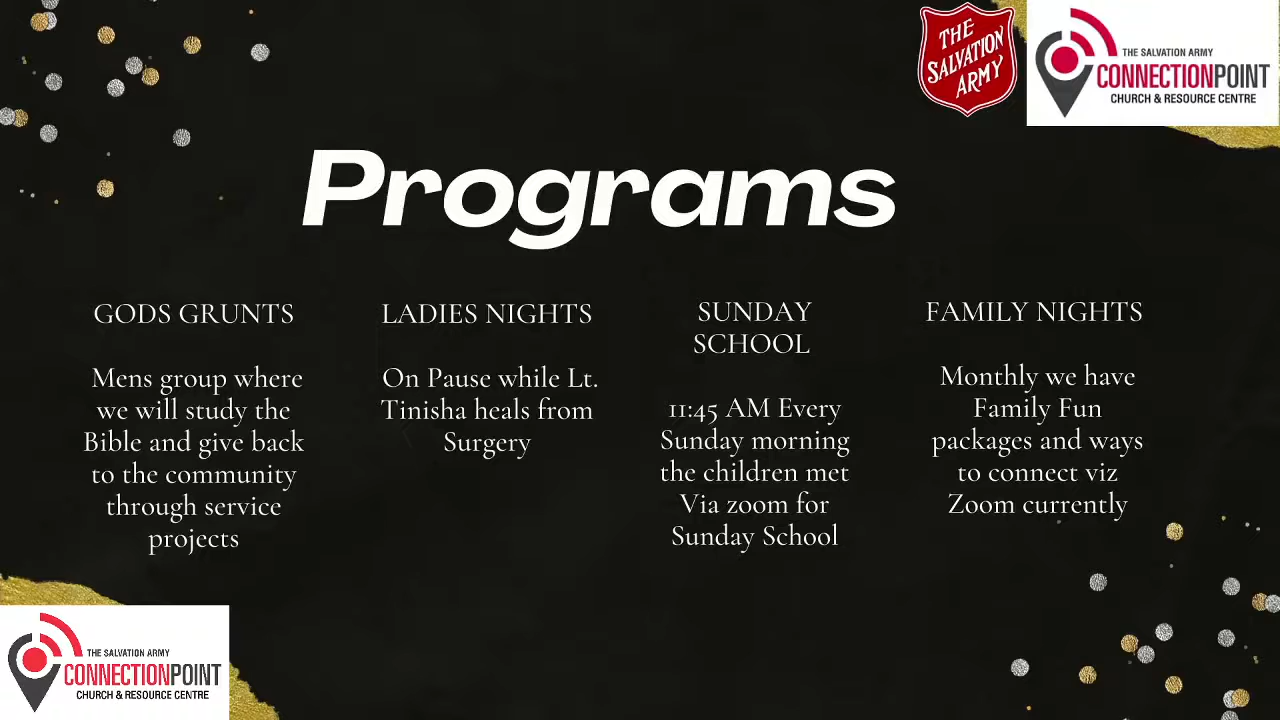 THE
SALVATION
ARMY
THE SALVATION ARMY
CONNECTIONPOINT
CHURCH & RESOURCE CENTRE
Programs
GODS GRUNTS
Mens group where
we will study the
Bible and give back
to the community
through service
projects
LADIES NIGHTS
On Pause while Lt.
Tinisha heals from
Surgery
SUNDAY
SCHOOL
11:45 AM Every
Sunday morning
the children met
Via zoom for
Sunday School
FAMILY NIGHTS
Monthly we have
Family Fun
packages and ways
to connect viz
Zoom currently
THE SALVATION ARMY
CONNECTIONPOINT
CHURCH & RESOURCE CENTRE